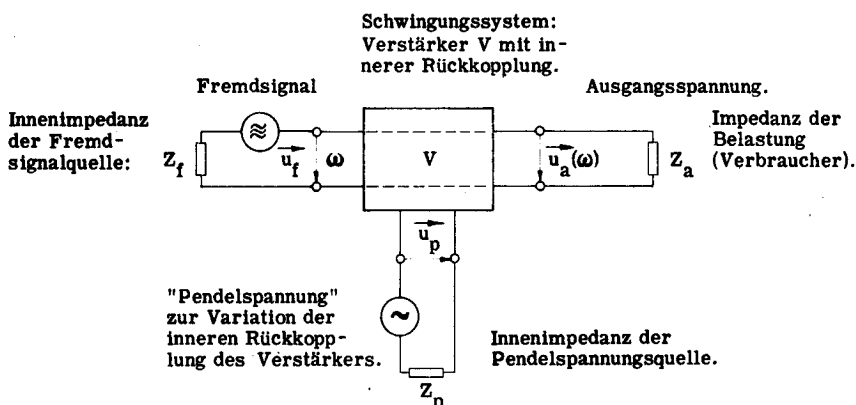 Schwingungssystem:
Verstärker V mit in-
nerer Rückkopplung.
Fremdsignal
Ausgangsspannung.
Innenimpedanz
der Fremd-
signalquelle:
Z_f
u_f
ω
V
u_a(ω)
Z_a
Impedanz der
Belastung
(Verbraucher).
u_p
"Pendelspannung"
zur Variation der
inneren Rückkopp-
lung des Verstärkers.
Innenimpedanz der
Pendelspannungsquelle.
Z_p